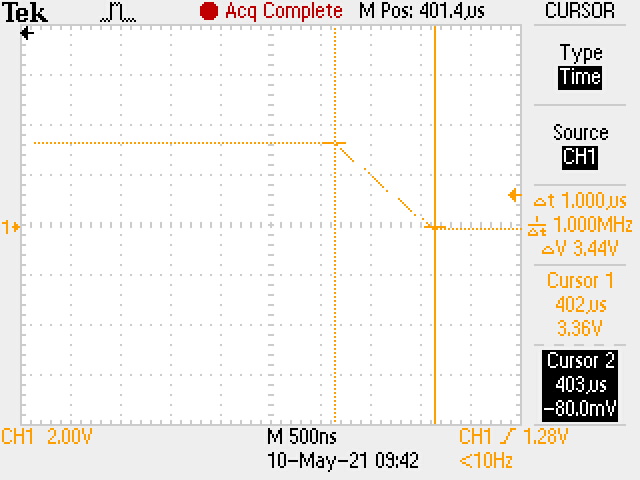 Tek Acq Complete M Pos: 401.4µs CURSOR
Type
Time
Source
CH1
Δt 1.000µs
1/Δt 1.000MHz
ΔV 3.44V
Cursor 1
402µs
3.36V
Cursor 2
403µs
-80.0mV
1
CH1 2.00V M 500ns CH1 1.28V
10-May-21 09:42 <10Hz